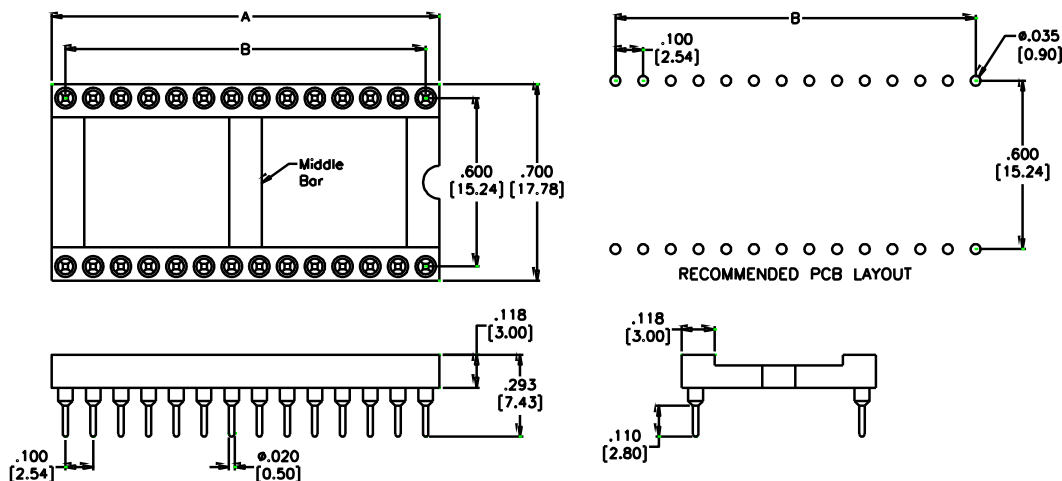 A
B
Middle
Bar
.600
[15.24]
.700
[17.78]
B
.100
[2.54]
ø.035
[0.90]
.600
[15.24]
RECOMMENDED PCB LAYOUT
.118
[3.00]
.293
[7.43]
.100
[2.54]
ø.020
[0.50]
.118
[3.00]
.110
[2.80]